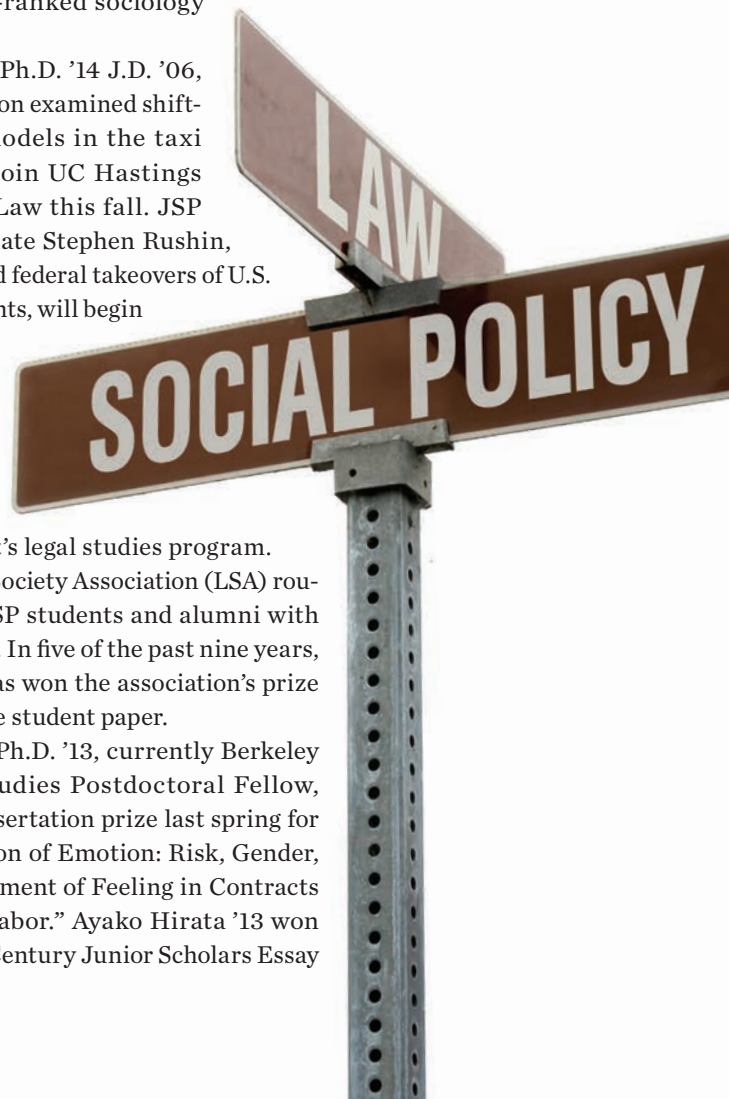 -ranked sociology
Ph.D. ’14 J.D. ’06,
on examined shift-
odels in the taxi
oin UC Hastings
Law this fall. JSP
ate Stephen Rushin,
d federal takeovers of U.S.
nts, will begin
LAW
SOCIAL POLICY
t’s legal studies program.
ociety Association (LSA) rou-
SP students and alumni with
In five of the past nine years,
as won the association’s prize
e student paper.
Ph.D. ’13, currently Berkeley
udies Postdoctoral Fellow,
sertation prize last spring for
on of Emotion: Risk, Gender,
ment of Feeling in Contracts
abor.” Ayako Hirata ’13 won
Century Junior Scholars Essay